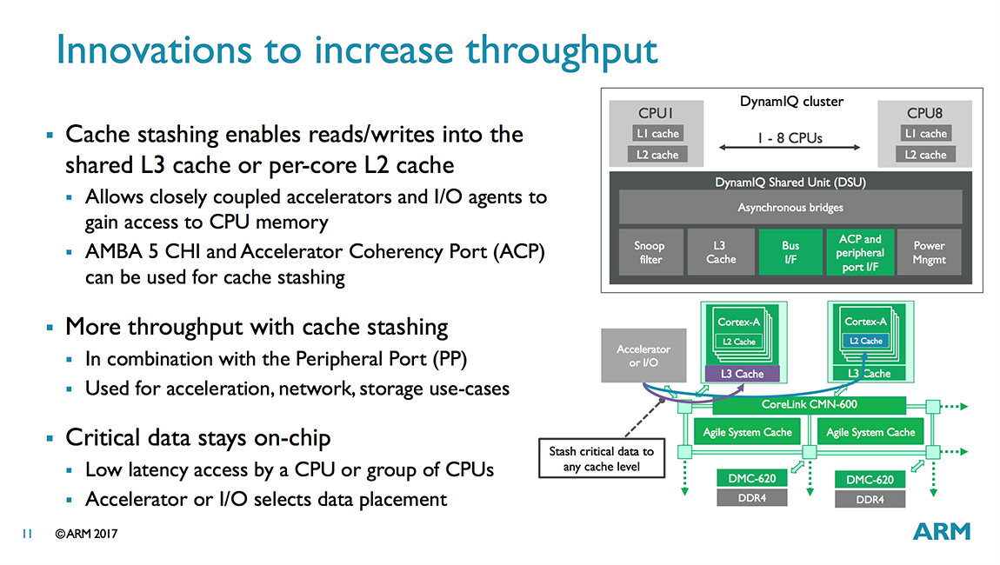 Innovations to increase throughput
▪ Cache stashing enables reads/writes into the
shared L3 cache or per-core L2 cache
▪ Allows closely coupled accelerators and I/O agents to
gain access to CPU memory
▪ AMBA 5 CHI and Accelerator Coherency Port (ACP)
can be used for cache stashing
▪ More throughput with cache stashing
▪ In combination with the Peripheral Port (PP)
▪ Used for acceleration, network, storage use-cases
▪ Critical data stays on-chip
▪ Low latency access by a CPU or group of CPUs
▪ Accelerator or I/O selects data placement
DynamIQ cluster
CPU1
L1 cache
L2 cache
1 - 8 CPUs
CPU8
L1 cache
L2 cache
DynamIQ Shared Unit (DSU)
Asynchronous bridges
Snoop
filter
L3
Cache
Bus
I/F
ACP and
peripheral
port I/F
Power
Mngmt
Accelerator
or I/O
Cortex-A
L2 Cache
L3 Cache
Cortex-A
L2 Cache
L3 Cache
CoreLink CMN-600
Agile System Cache
Agile System Cache
Stash critical data to
any cache level
DMC-620
DDR4
DMC-620
DDR4
11 ©ARM 2017
ARM